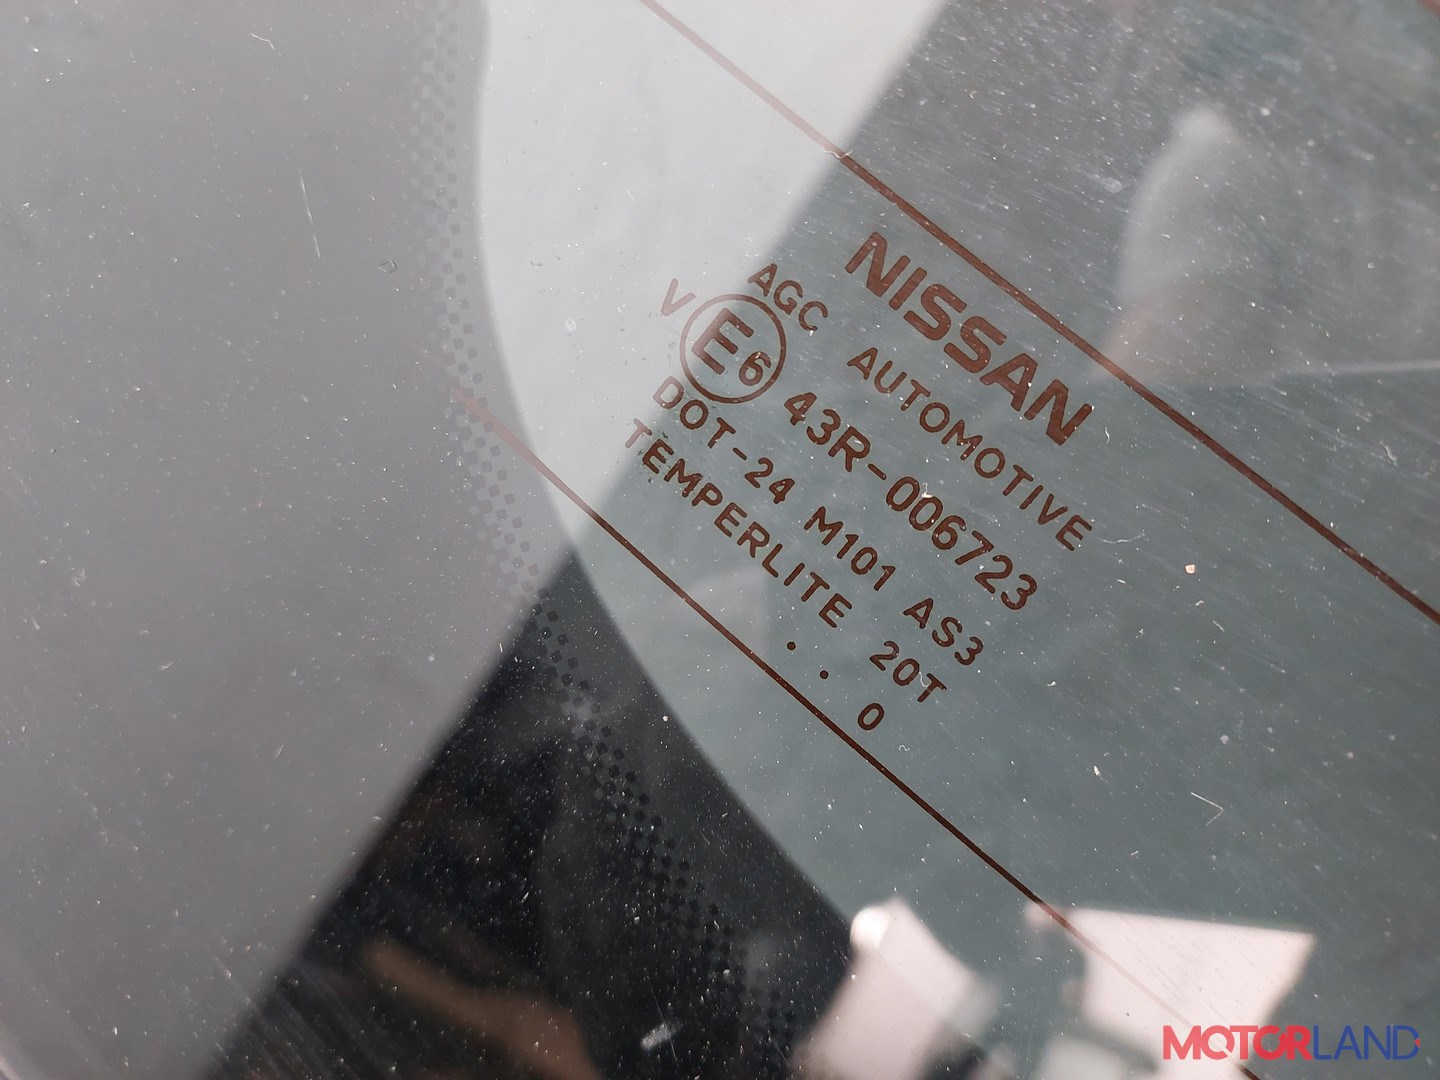 NISSAN
AGC AUTOMOTIVE
V E6 43R-006723
DOT-24 M101 AS3
TEMPERLITE 20T
. . 0
MOTORLAND